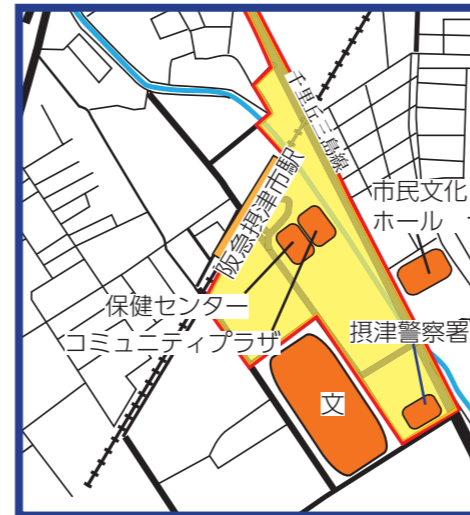 千里丘三島線
阪急摂津市駅
市民文化
ホール
保健センター
コミュニティプラザ
摂津警察署
文